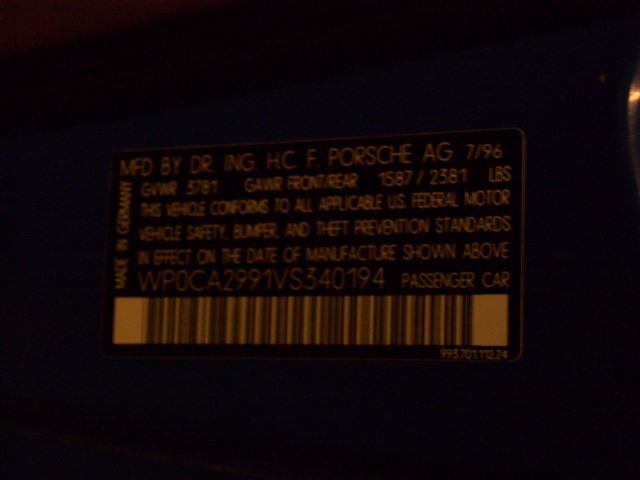 MFD BY DR. ING. H.C. F. PORSCHE AG 7/96
GVWR 3781 GAWR FRONT/REAR 1587 / 2381 LBS
THIS VEHICLE CONFORMS TO ALL APPLICABLE U.S. FEDERAL MOTOR
VEHICLE SAFETY, BUMPER, AND THEFT PREVENTION STANDARDS
IN EFFECT ON THE DATE OF MANUFACTURE SHOWN ABOVE
WP0CA2991VS340194 PASSENGER CAR
MADE IN GERMANY
993.701.112.24